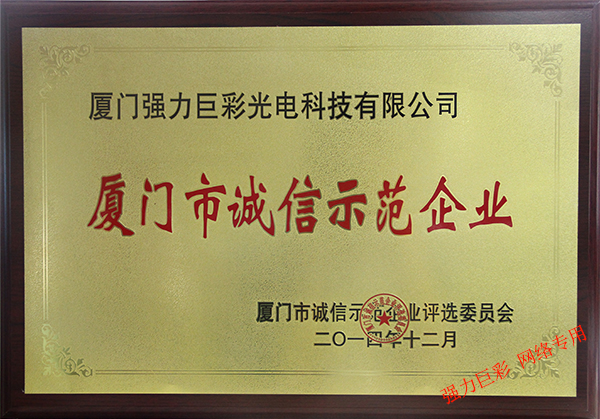 厦门强力巨彩光电科技有限公司
厦门市诚信示范企业
厦门市诚信示范企业评选委员会
二〇一四年十二月
强力巨彩 网络专用